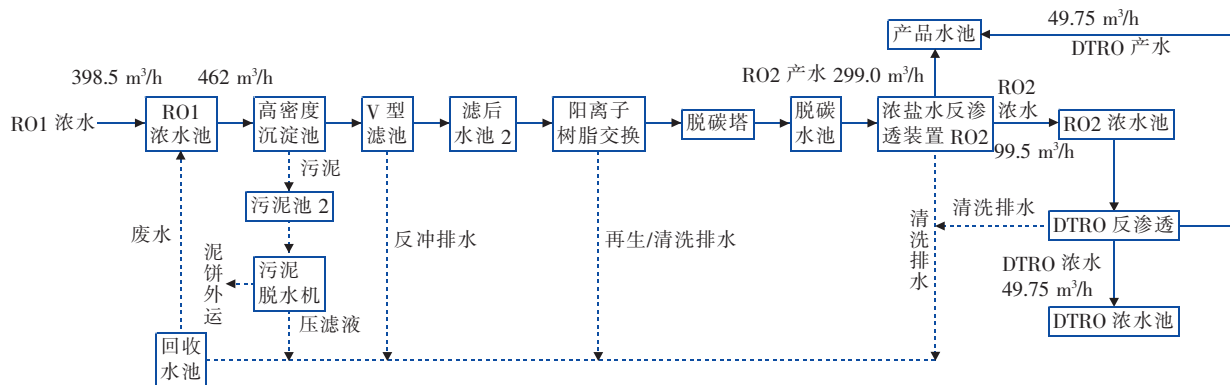 49.75 m³/h
产品水池
DTRO 产水
398.5 m³/h
462 m³/h
RO2 产水 299.0 m³/h
RO1 浓水
RO1
浓水池
高密度
沉淀池
V 型
滤池
滤后
水池 2
阳离子
树脂交换
脱碳塔
脱碳
水池
浓盐水反渗
透装置 RO2
RO2
浓水
99.5 m³/h
RO2 浓水池
污泥
污泥池 2
废水
反冲排水
再生/清洗排水
清洗排水
清洗排水
DTRO 反渗透
泥饼外运
污泥
脱水机
DTRO 浓水
49.75 m³/h
压滤液
DTRO 浓水池
回收
水池